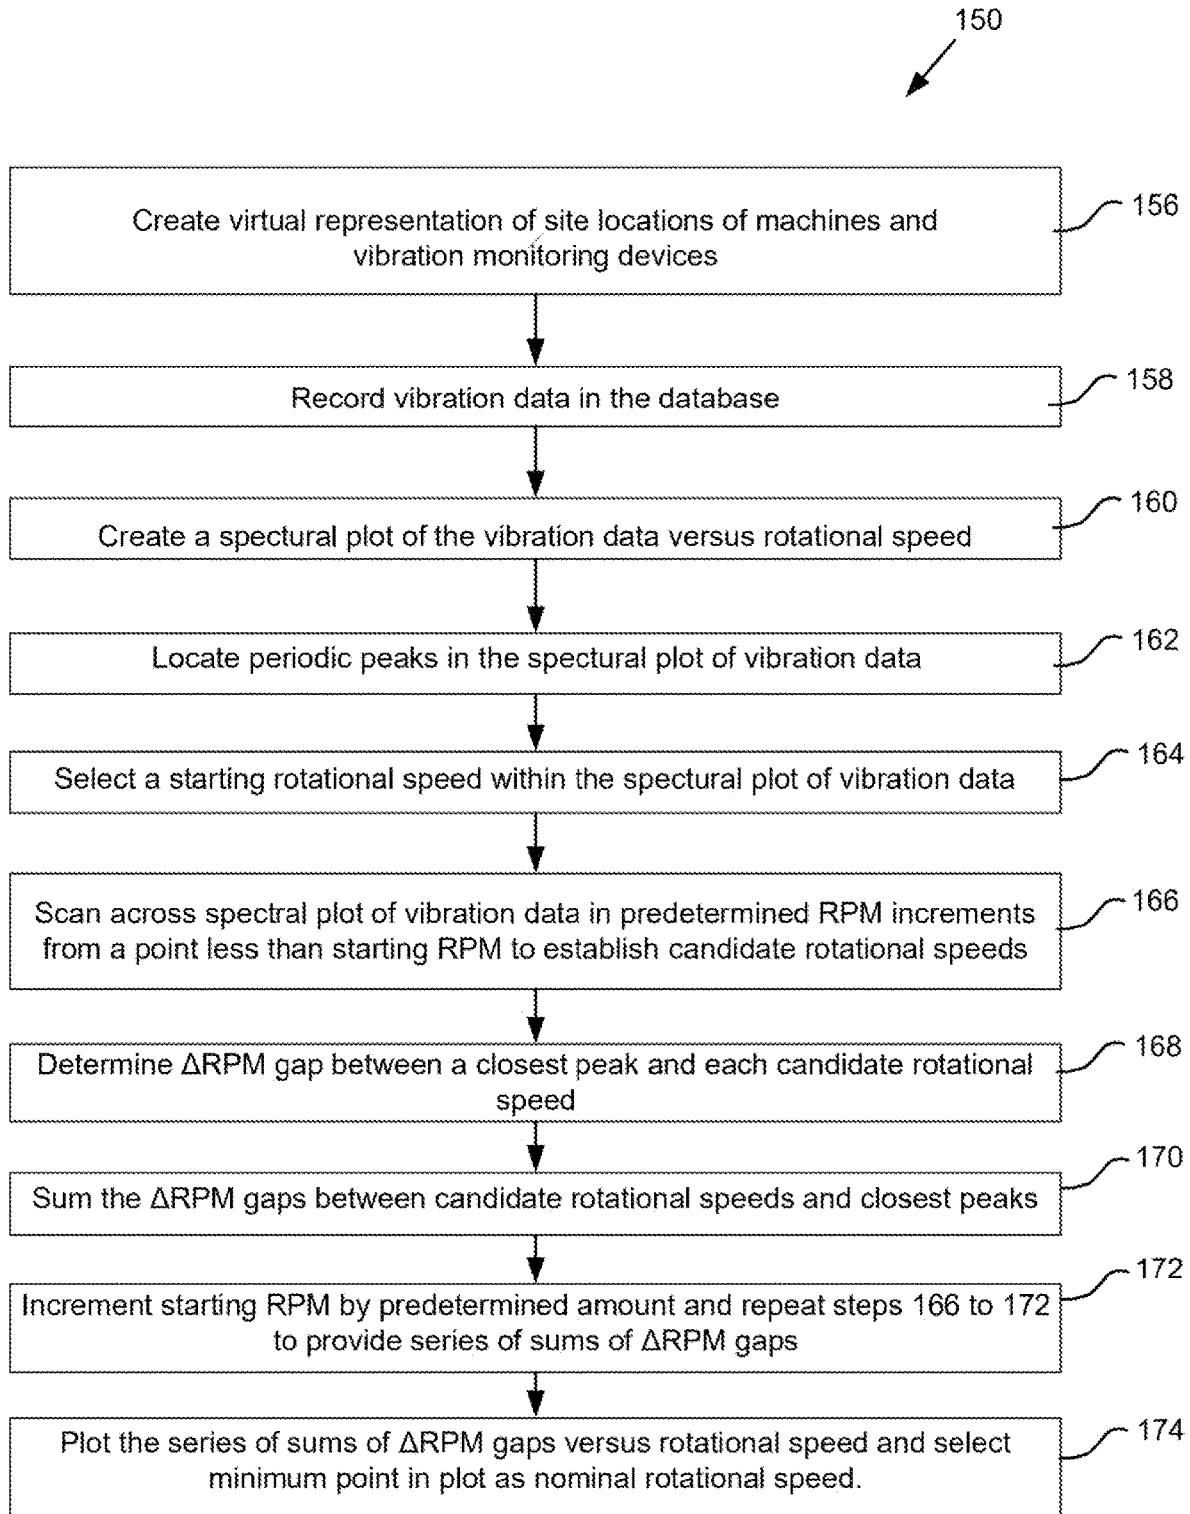 150
Create virtual representation of site locations of machines and
vibration monitoring devices
156
Record vibration data in the database
158
Create a spectural plot of the vibration data versus rotational speed
160
Locate periodic peaks in the spectural plot of vibration data
162
Select a starting rotational speed within the spectural plot of vibration data
164
Scan across spectral plot of vibration data in predetermined RPM increments
from a point less than starting RPM to establish candidate rotational speeds
166
Determine ΔRPM gap between a closest peak and each candidate rotational
speed
168
Sum the ΔRPM gaps between candidate rotational speeds and closest peaks
170
Increment starting RPM by predetermined amount and repeat steps 166 to 172
to provide series of sums of ΔRPM gaps
172
Plot the series of sums of ΔRPM gaps versus rotational speed and select
minimum point in plot as nominal rotational speed.
174